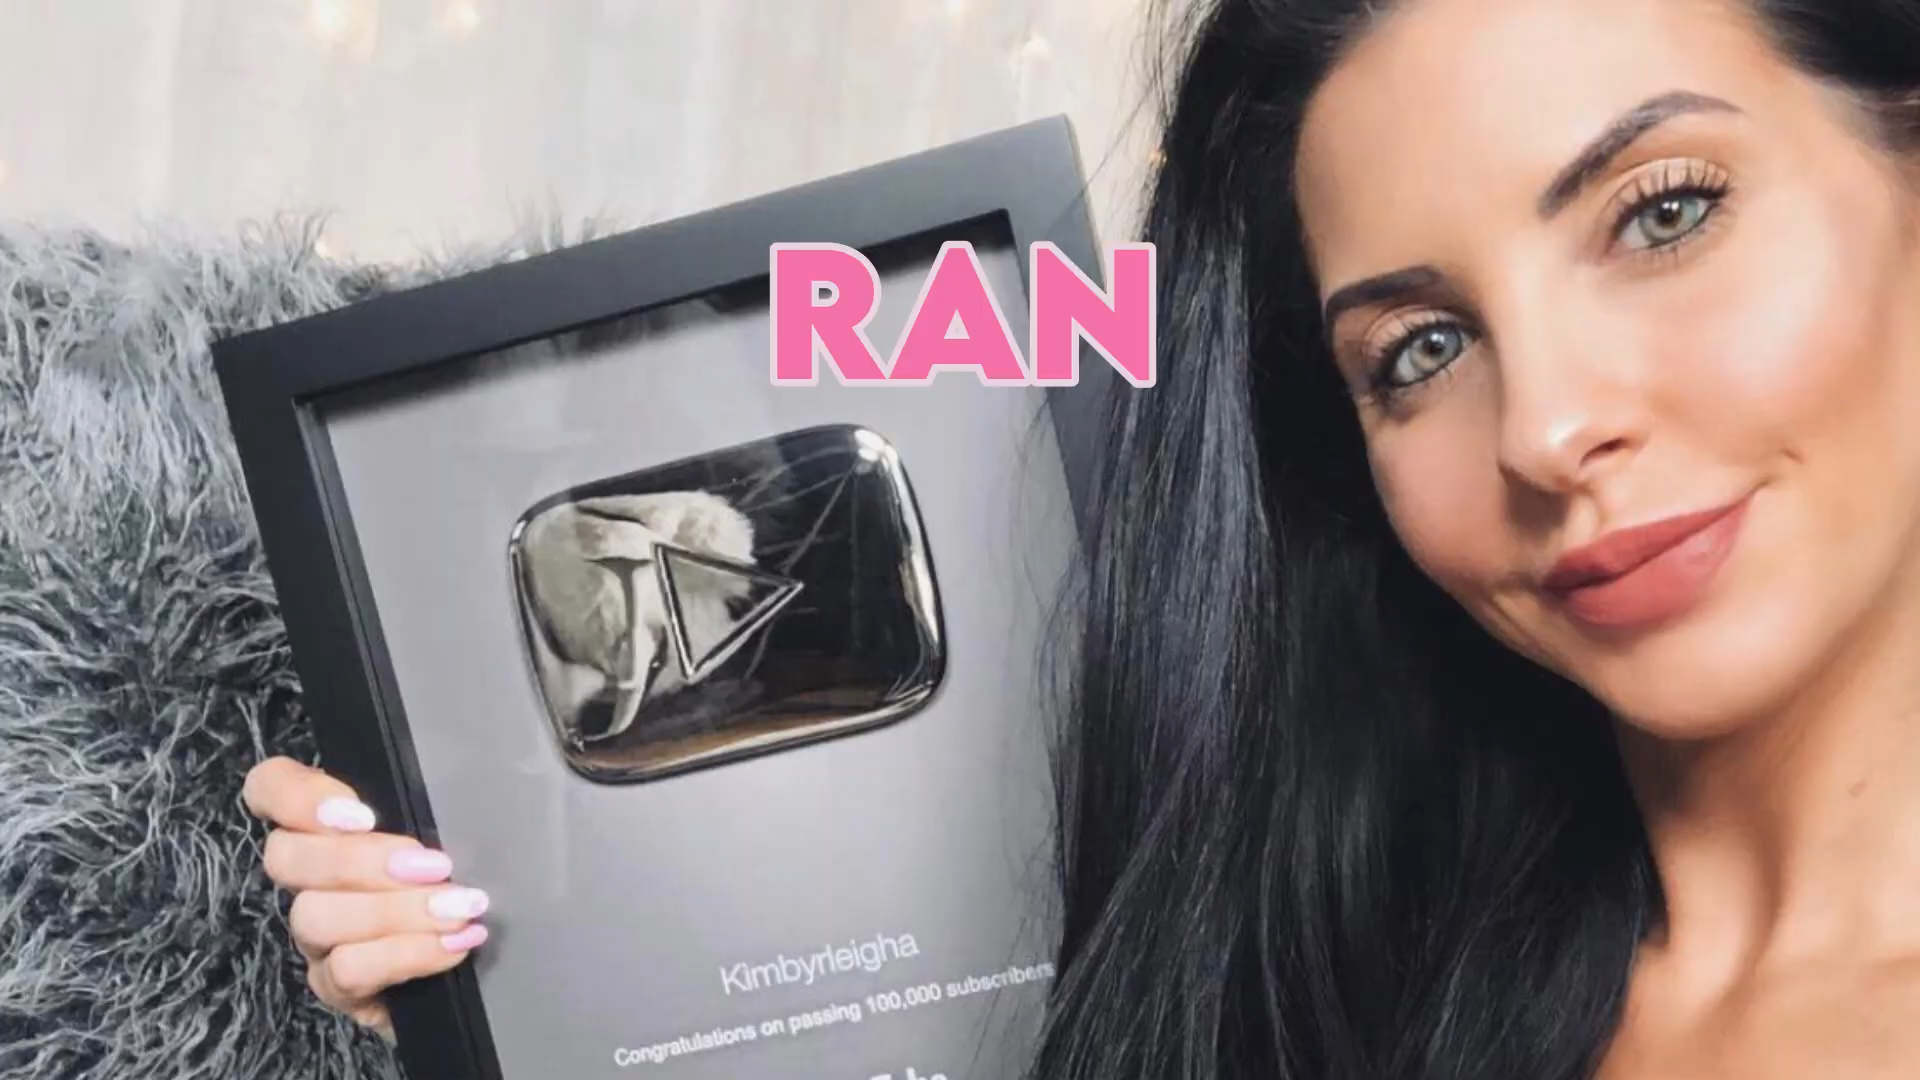 RAN
Kimbyrleigha
Congratulations on passing 100,000 subscribers